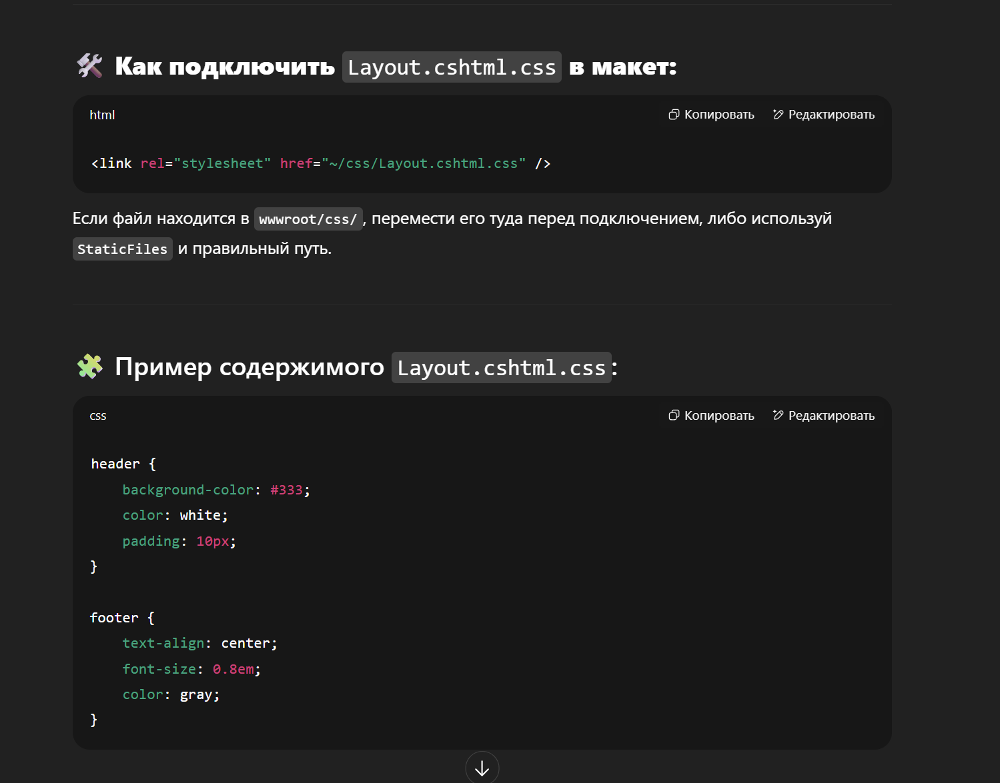 Как подключить Layout.cshtml.css в макет:
html
Копировать
Редактировать
<link rel="stylesheet" href="~/css/Layout.cshtml.css" />
Если файл находится в wwwroot/css/, перемести его туда перед подключением, либо используй
StaticFiles и правильный путь.
Пример содержимого Layout.cshtml.css:
css
Копировать
Редактировать
header {
    background-color: #333;
    color: white;
    padding: 10px;
}
footer {
    text-align: center;
    font-size: 0.8em;
    color: gray;
}